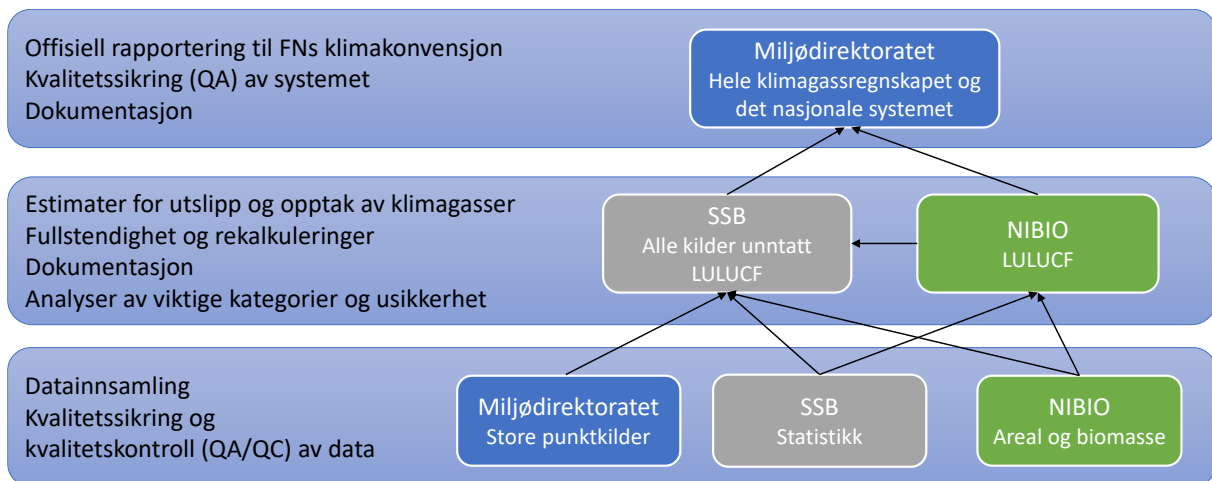 Offisiell rapportering til FNs klimakonvensjon
Kvalitetssikring (QA) av systemet
Dokumentasjon
Miljødirektoratet
Hele klimagassregnskapet og
det nasjonale systemet
Estimater for utslipp og opptak av klimagasser
Fullstendighet og rekalkuleringer
Dokumentasjon
Analyser av viktige kategorier og usikkerhet
SSB
Alle kilder unntatt
LULUCF
NIBIO
LULUCF
Datainnsamling
Kvalitetssikring og
kvalitetskontroll (QA/QC) av data
Miljødirektoratet
Store punktkilder
SSB
Statistikk
NIBIO
Areal og biomasse